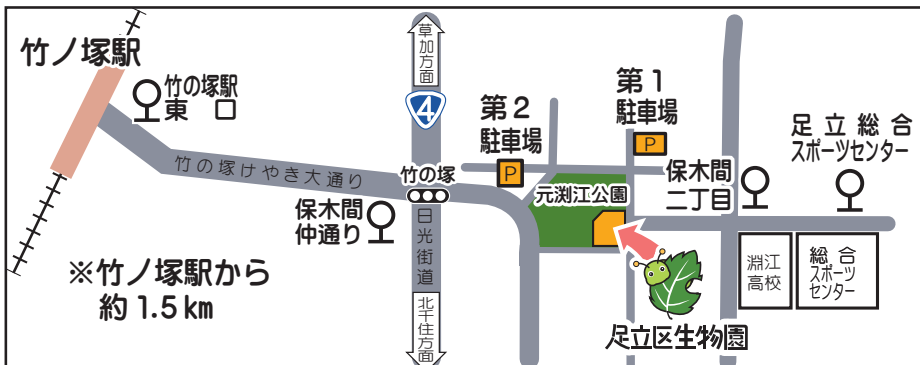 竹ノ塚駅
竹の塚駅
東 口
竹の塚けやき大通り
※竹ノ塚駅から
約1.5km
保木間
仲通り
草加方面
4
竹の塚
日光街道
北千住方面
第2
駐車場
P
第1
駐車場
P
元渕江公園
保木間
二丁目
足立総合
スポーツセンター
淵江
高校
総合
スポーツ
センター
足立区生物園